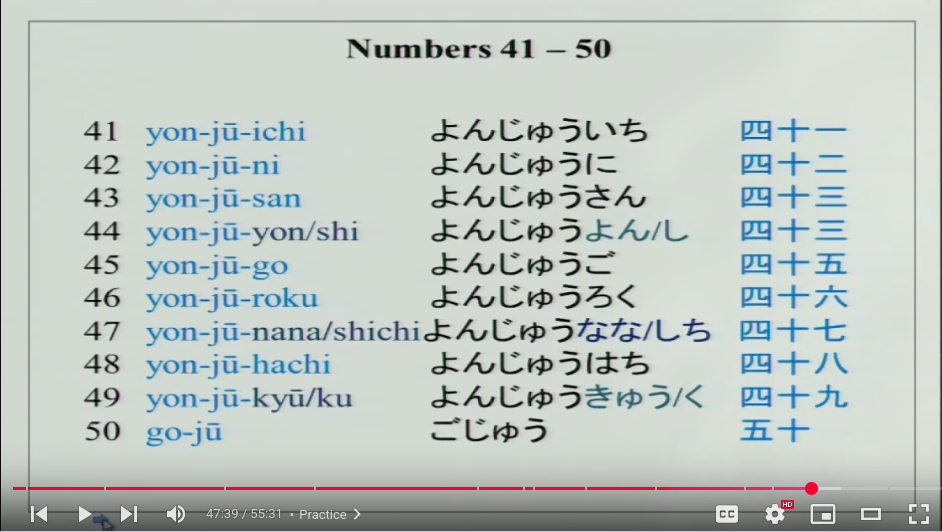 Numbers 41 – 50
41 yon-jū-ichi よんじゅういち 四十一
42 yon-jū-ni よんじゅうに 四十二
43 yon-jū-san よんじゅうさん 四十三
44 yon-jū-yon/shi よんじゅうよん/し 四十三
45 yon-jū-go よんじゅうご 四十五
46 yon-jū-roku よんじゅうろく 四十六
47 yon-jū-nana/shichi よんじゅうなな/しち 四十七
48 yon-jū-hachi よんじゅうはち 四十八
49 yon-jū-kyū/ku よんじゅうきゅう/く 四十九
50 go-jū ごじゅう 五十
47:39 / 55:31 • Practice
CC HD